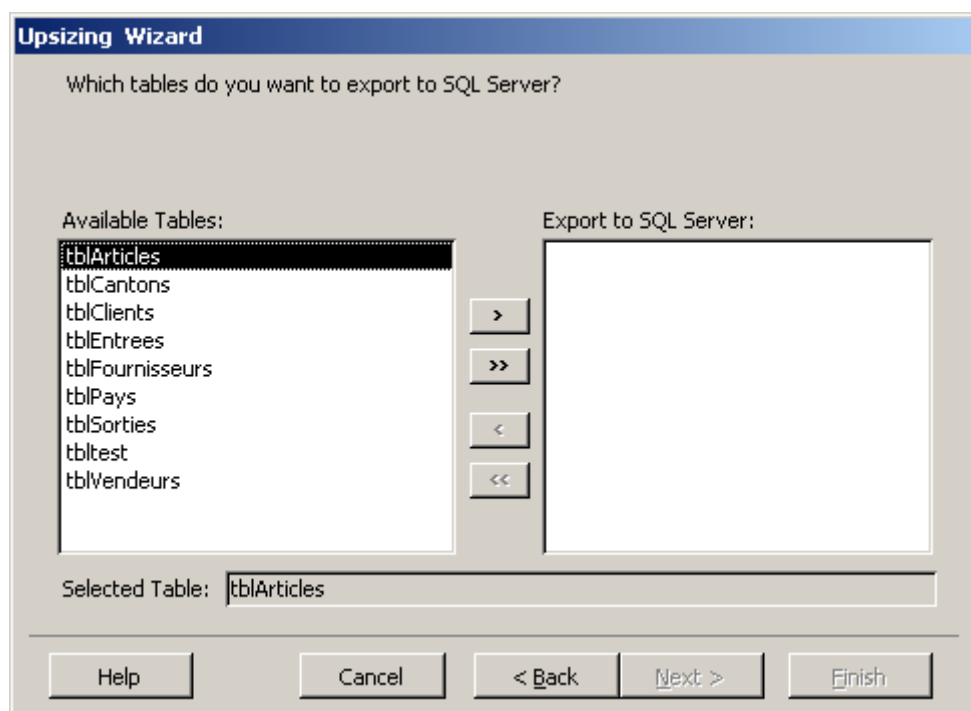 Upsizing Wizard
Which tables do you want to export to SQL Server?
Available Tables:
Export to SQL Server:
tblArticles
tblCantons
tblClients
tblEntrees
tblFournisseurs
tblPays
tblSorties
tbltest
tblVendeurs
>
>>
<
<<
Selected Table: tblArticles
Help Cancel < Back Next > Finish